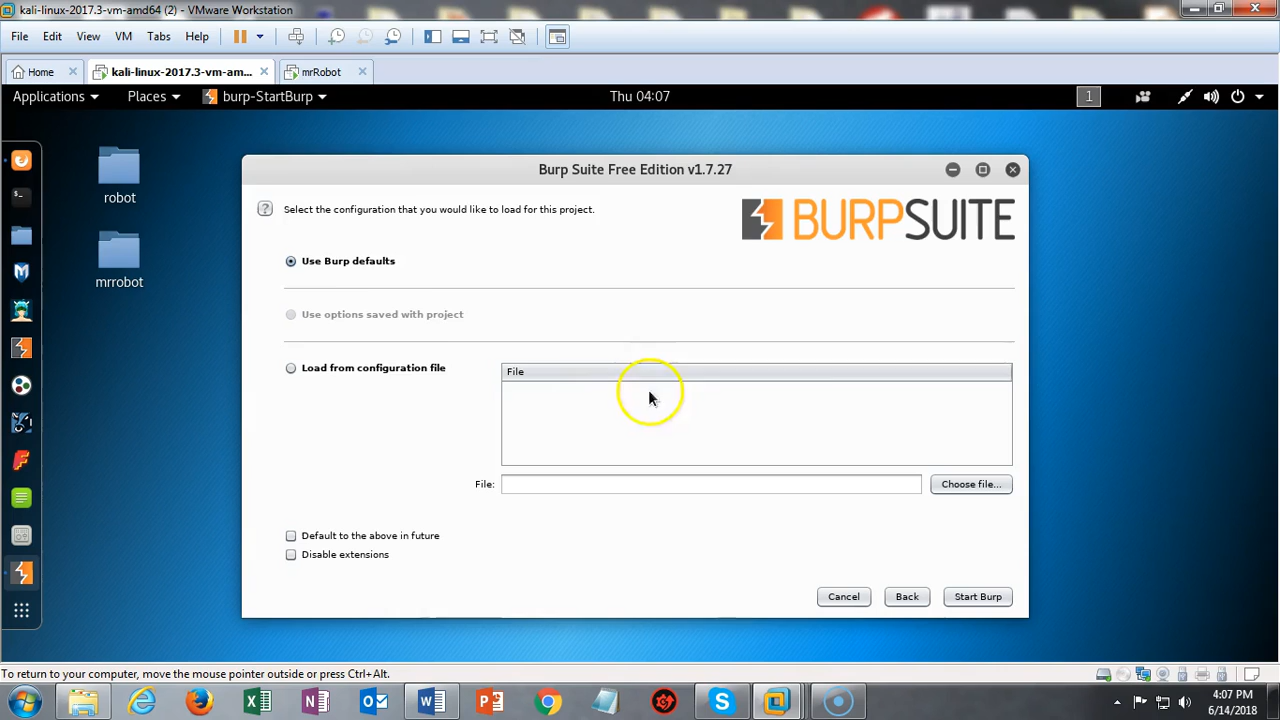 kali-linux-2017.3-vm-amd64 (2) - VMware Workstation
File Edit View VM Tabs Help
Home kali-linux-2017.3-vm-am... mrRobot
Applications Places burp-StartBurp Thu 04:07 1
Burp Suite Free Edition v1.7.27
robot
mrrobot
? Select the configuration that you would like to load for this project.
BURPSUITE
Use Burp defaults
Use options saved with project
Load from configuration file
File
File: Choose file...
Default to the above in future
Disable extensions
Cancel Back Start Burp
To return to your computer, move the mouse pointer outside or press Ctrl+Alt.
4:07 PM
6/14/2018